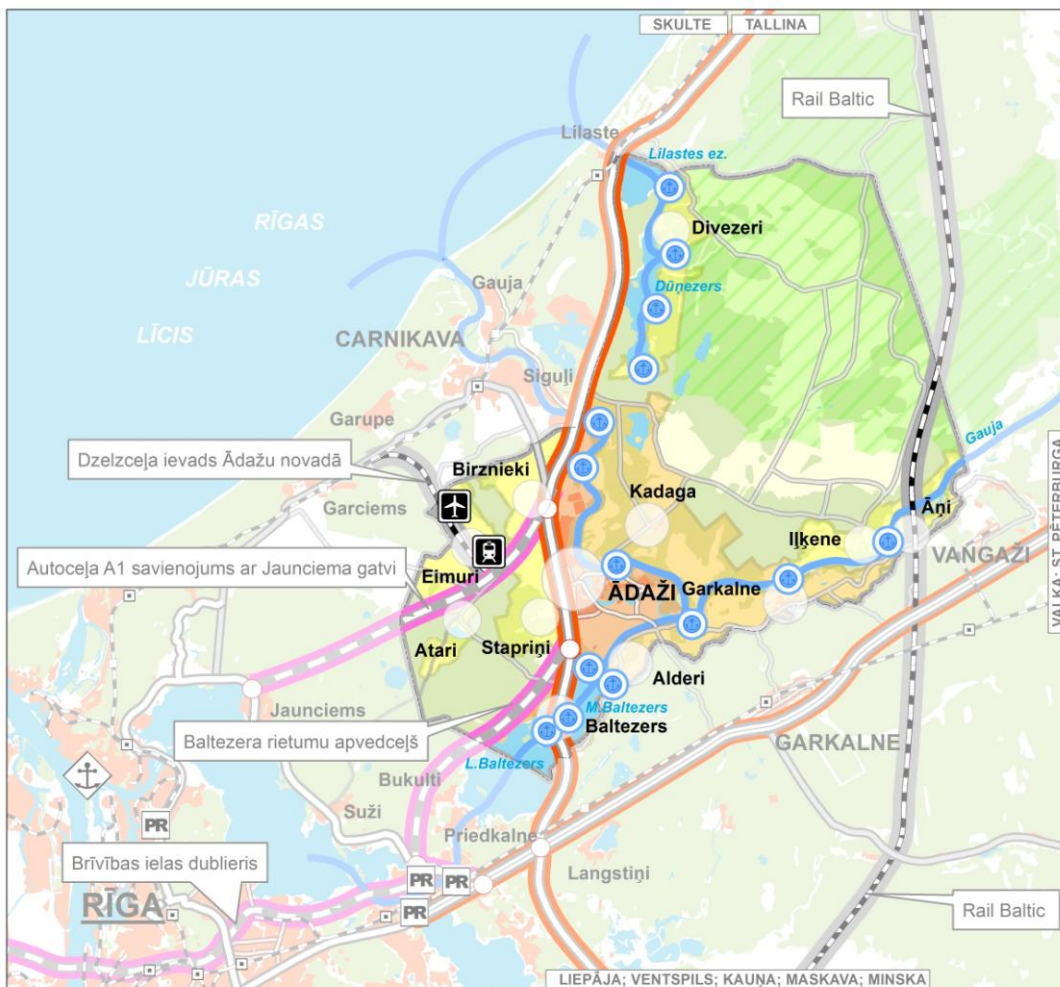 SKULTE
TALLINA
Rail Baltic
Lilaste
Lilastes ez.
RĪGAS
JŪRAS
LĪCIS
Divezeri
Gauja
Dūnezers
CARNIKAVA
Siguļi
Garupe
Gauja
Dzelzceļa ievads Ādažu novadā
Birznieki
Kadaga
Garciems
Āņi
Iļķene
VANGAŽI
VALKA; ST. PĒTERBURGA
Autoceļa A1 savienojums ar Jaunciema gatvi
Eimuri
ĀDAŽI
Garkalne
Atari
Stapriņi
Alderi
Jaunciems
M.Baltezers
Baltezera rietumu apvedceļš
Baltezers
GARKALNE
L.Baltezers
Bukulti
Suži
PR
Priedkalne
Brīvības ielas dublieris
Langstiņi
PR
PR
RĪGA
PR
Rail Baltic
LIEPĀJA; VENTSPILS; KAUŅA; MASKAVA; MINSKA